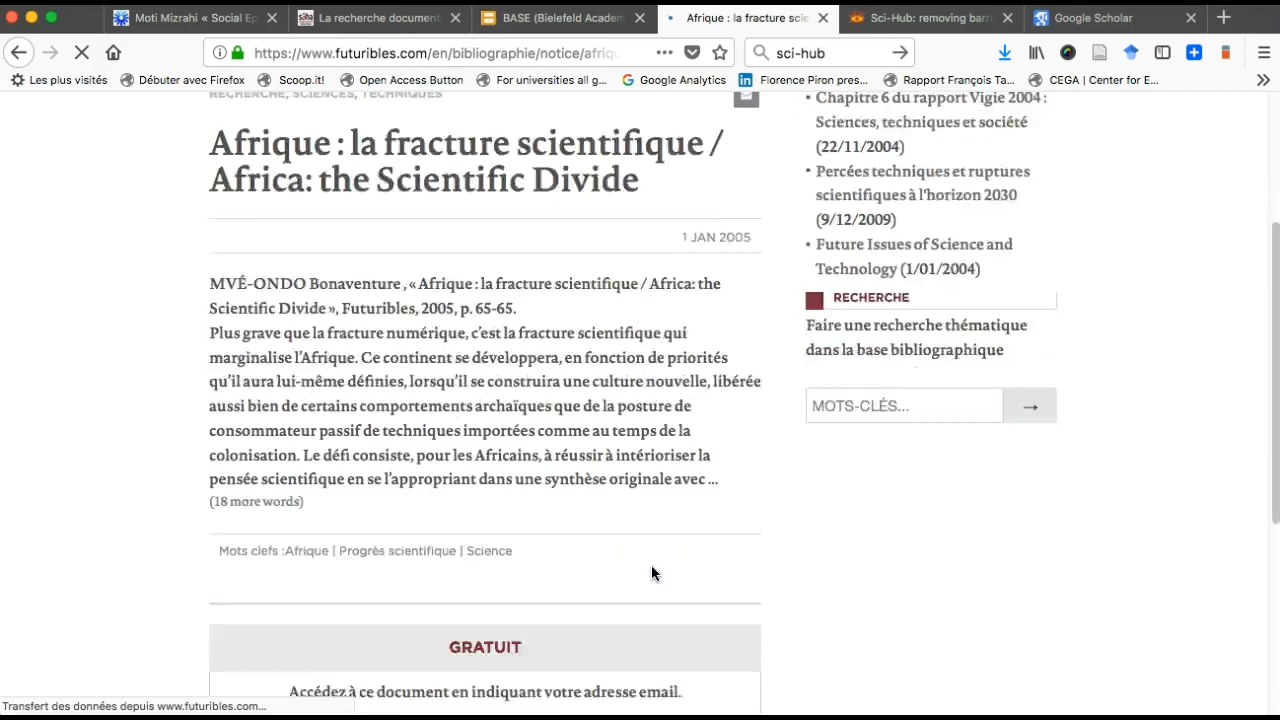 Moti Mizrahi « Social Ep
La recherche document
BASE (Bielefeld Academ
Afrique : la fracture scie
Sci-Hub: removing barr
Google Scholar
https://www.futuribles.com/en/bibliographie/notice/afriqu
sci-hub
Les plus visités
Débuter avec Firefox
Scoop.it!
Open Access Button
For universities all g...
Google Analytics
Florence Piron pres...
Rapport François Ta...
CEGA | Center for E...
RECHERCHE, SCIENCES, TECHNIQUES
Afrique : la fracture scientifique /
Africa: the Scientific Divide
1 JAN 2005
MVÉ-ONDO Bonaventure , « Afrique : la fracture scientifique / Africa: the
Scientific Divide », Futuribles, 2005, p. 65-65.
Plus grave que la fracture numérique, c’est la fracture scientifique qui
marginalise l’Afrique. Ce continent se développera, en fonction de priorités
qu’il aura lui-même définies, lorsqu’il se construira une culture nouvelle, libérée
aussi bien de certains comportements archaïques que de la posture de
consommateur passif de techniques importées comme au temps de la
colonisation. Le défi consiste, pour les Africains, à réussir à intérioriser la
pensée scientifique en se l’appropriant dans une synthèse originale avec ...
(18 more words)
Mots clefs :Afrique | Progrès scientifique | Science
GRATUIT
Accédez à ce document en indiquant votre adresse email.
• Chapitre 6 du rapport Vigie 2004 :
Sciences, techniques et société
(22/11/2004)
• Percées techniques et ruptures
scientifiques à l'horizon 2030
(9/12/2009)
• Future Issues of Science and
Technology (1/01/2004)
RECHERCHE
Faire une recherche thématique
dans la base bibliographique
MOTS-CLÉS...
Transfert des données depuis www.futuribles.com...